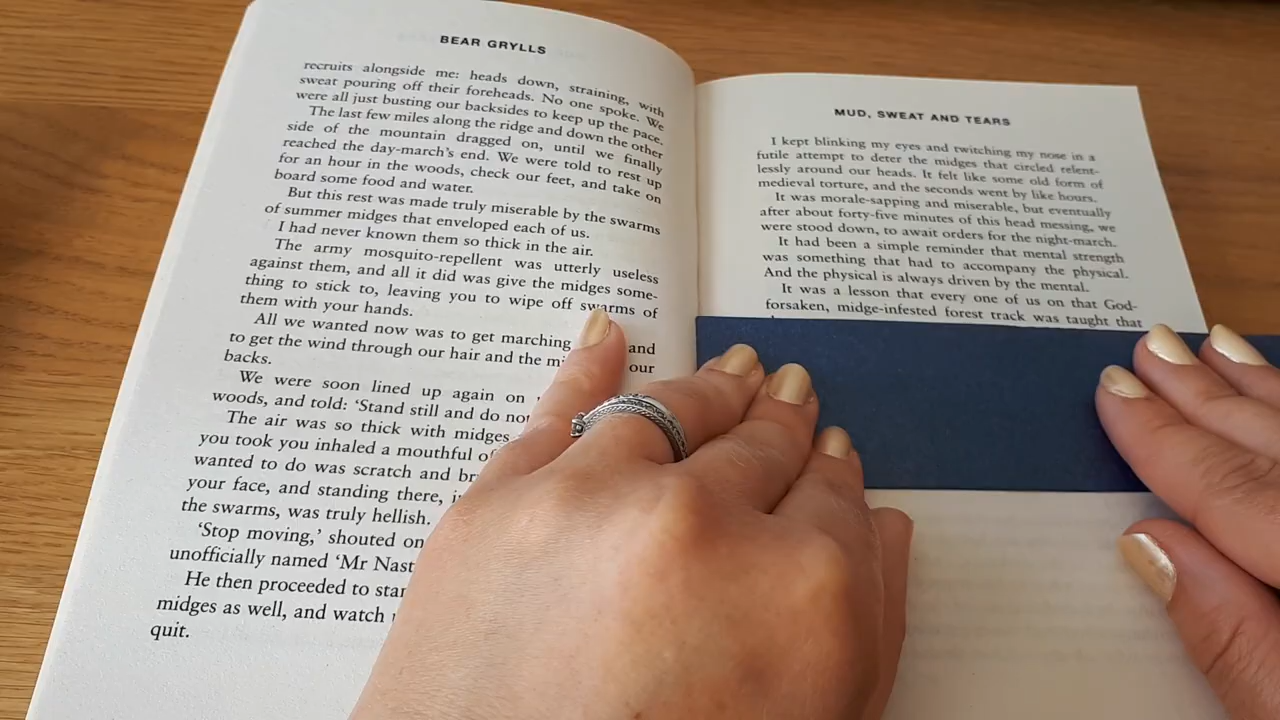 BEAR GRYLLS
recruits alongside me: heads down, straining, with
sweat pouring off their foreheads. No one spoke. We
were all just busting our backsides to keep up the pace.
The last few miles along the ridge and down the other
side of the mountain dragged on, until we finally
reached the day-march's end. We were told to rest up
for an hour in the woods, check our feet, and take on
board some food and water.
But this rest was made truly miserable by the swarms
of summer midges that enveloped each of us.
I had never known them so thick in the air.
The army mosquito-repellent was utterly useless
against them, and all it did was give the midges some-
thing to stick to, leaving you to wipe off swarms of
them with your hands.
All we wanted now was to get marching and
to get the wind through our hair and the mi our
backs.
We were soon lined up again on
woods, and told: 'Stand still and do not
The air was so thick with midges
you took you inhaled a mouthful
wanted to do was scratch and br
your face, and standing there,
the swarms, was truly hellish.
'Stop moving,' shouted on
unofficially named 'Mr Nast
He then proceeded to star
midges as well, and watch
quit.
MUD, SWEAT AND TEARS
I kept blinking my eyes and twitching my nose in a
futile attempt to deter the midges that circled relent-
lessly around our heads. It felt like some old form of
medieval torture, and the seconds went by like hours.
It was morale-sapping and miserable, but eventually
after about forty-five minutes of this head messing, we
were stood down, to await orders for the night-march.
It had been a simple reminder that mental strength
was something that had to accompany the physical.
And the physical is always driven by the mental.
It was a lesson that every one of us on that God-
forsaken, midge-infested forest track was taught that